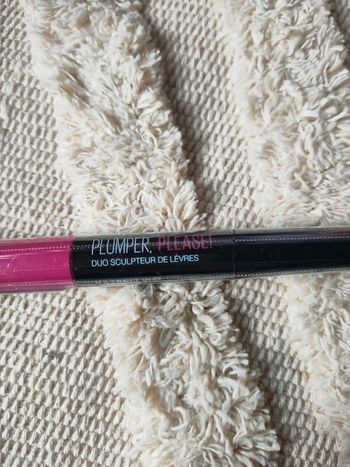 PLUMPER, PLEASE!
DUO SCULPTEUR DE LÈVRES